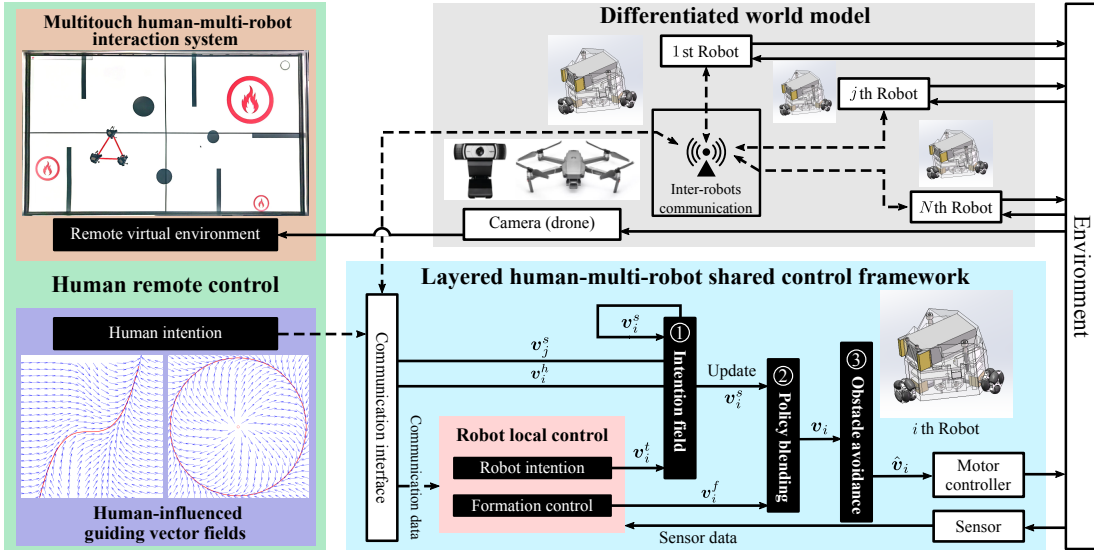 Multitouch human-multi-robot
interaction system
Remote virtual environment
Human remote control
Human intention
Human-influenced
guiding vector fields
Differentiated world model
1st Robot
jth Robot
Nth Robot
Inter-robots
communication
Camera (drone)
Environment
Layered human-multi-robot shared control framework
Communication interface
Communication data
v_i^s
v_j^s
v_i^h
① Intention field
Update
v_i^s
② Policy blending
③ Obstacle avoidance
Robot local control
Robot intention
v_i^t
Formation control
v_i^f
v_i
v̂_i
i th Robot
Motor
controller
Sensor
Sensor data